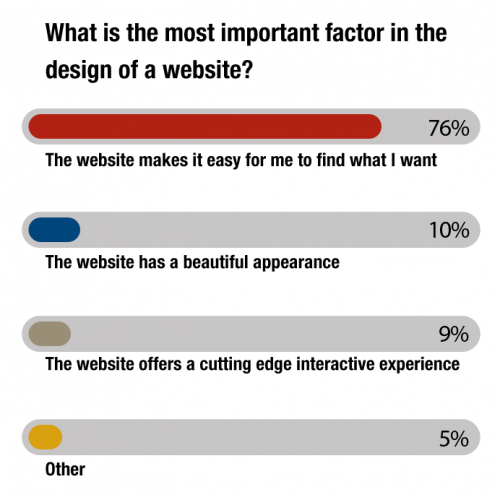 What is the most important factor in the
design of a website?
76%
The website makes it easy for me to find what I want
10%
The website has a beautiful appearance
9%
The website offers a cutting edge interactive experience
5%
Other